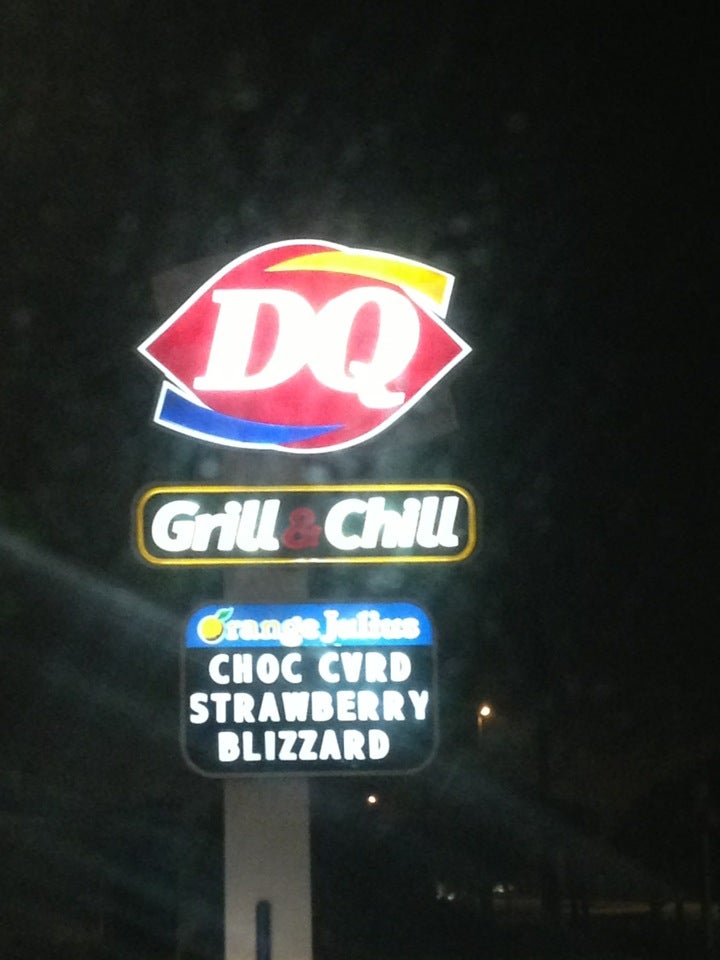 DQ
Grill & Chill
Orange Julius
CHOC CVRD
STRAWBERRY
BLIZZARD